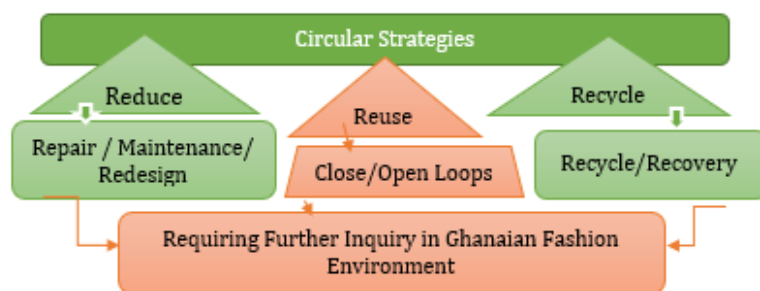 Circular Strategies
Reduce
Reuse
Recycle
Repair / Maintenance/
Redesign
Close/Open Loops
Recycle/Recovery
Requiring Further Inquiry in Ghanaian Fashion
Environment